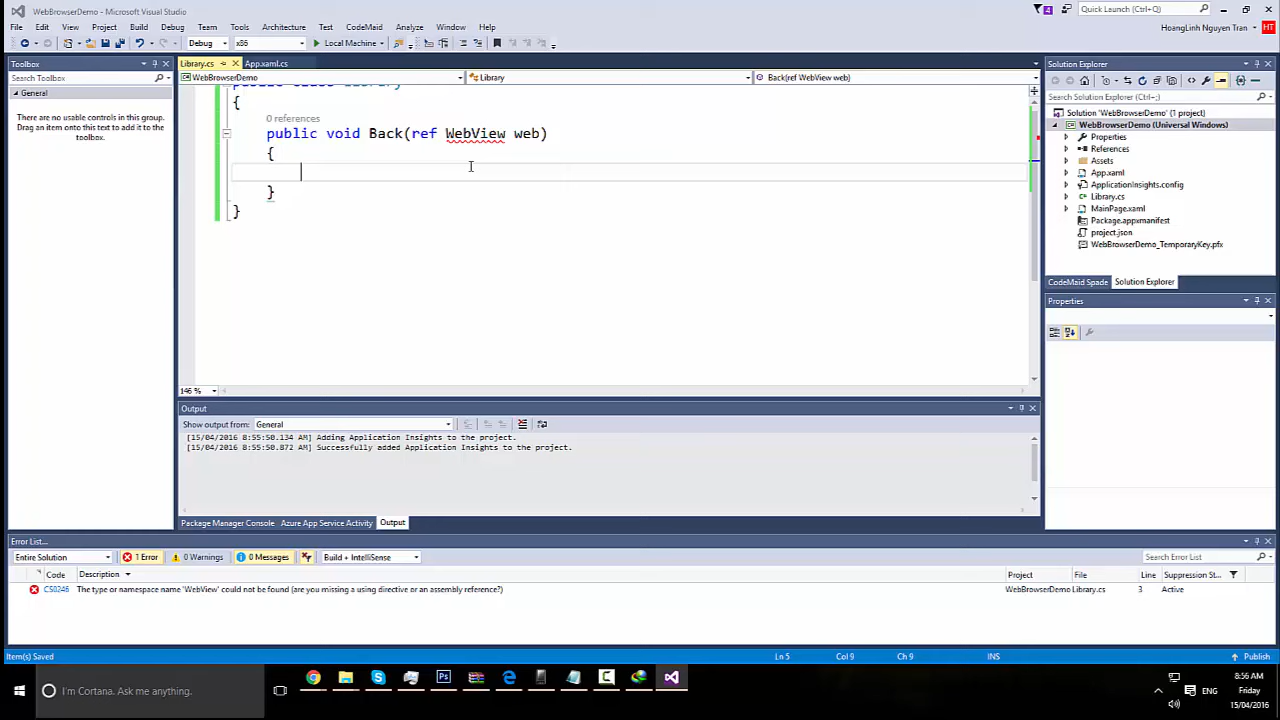 WebBrowserDemo - Microsoft Visual Studio
4
Quick Launch (Ctrl+Q)
File Edit View Project Build Debug Team Tools Architecture Test CodeMaid Analyze Window Help
HoangLinh Nguyen Tran HT
Debug x86 Local Machine
Toolbox
Search Toolbox
General
There are no usable controls in this group.
Drag an item onto this text to add it to the
toolbox.
Library.cs App.xaml.cs
WebBrowserDemo Library Back(ref WebView web)
public class Library
{
0 references
public void Back(ref WebView web)
{
}
}
146 %
Output
Show output from: General
[15/04/2016 8:55:50.134 AM] Adding Application Insights to the project.
[15/04/2016 8:55:50.872 AM] Successfully added Application Insights to the project.
Package Manager Console Azure App Service Activity Output
Solution Explorer
Search Solution Explorer (Ctrl+;)
Solution 'WebBrowserDemo' (1 project)
WebBrowserDemo (Universal Windows)
Properties
References
Assets
App.xaml
ApplicationInsights.config
Library.cs
MainPage.xaml
Package.appxmanifest
project.json
WebBrowserDemo_TemporaryKey.pfx
CodeMaid Spade Solution Explorer
Properties
Error List...
Entire Solution 1 Error 0 Warnings 0 Messages Build + IntelliSense Search Error List
Code Description Project File Line Suppression St...
CS0246 The type or namespace name 'WebView' could not be found (are you missing a using directive or an assembly reference?) WebBrowserDemo Library.cs 3 Active
Item(s) Saved Ln 5 Col 9 Ch 9 INS Publish
I'm Cortana. Ask me anything.
Ps
ENG
8:56 AM
Friday
15/04/2016